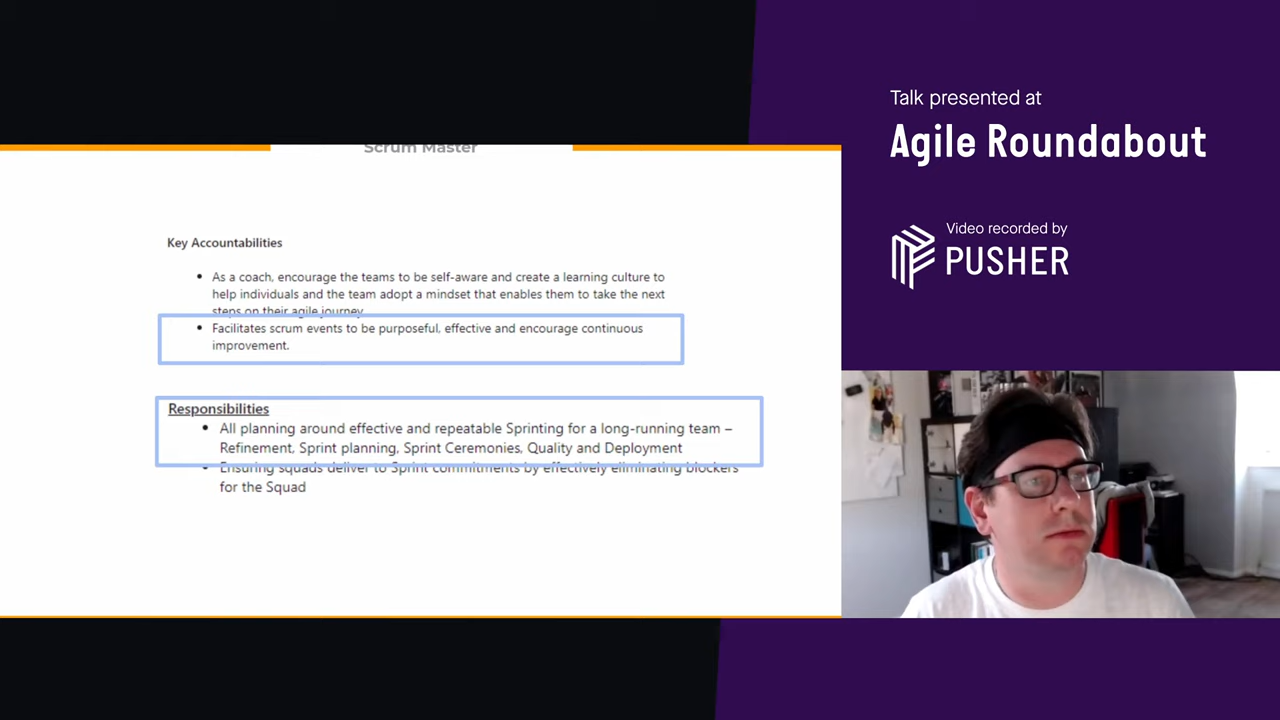 Scrum Master
Key Accountabilities
• As a coach, encourage the teams to be self-aware and create a learning culture to
help individuals and the team adopt a mindset that enables them to take the next
steps on their agile journey.
• Facilitates scrum events to be purposeful, effective and encourage continuous
improvement.
Responsibilities
• All planning around effective and repeatable Sprinting for a long-running team –
Refinement, Sprint planning, Sprint Ceremonies, Quality and Deployment
• Ensuring squads deliver to Sprint commitments by effectively eliminating blockers
for the Squad
Talk presented at
Agile Roundabout
Video recorded by
PUSHER